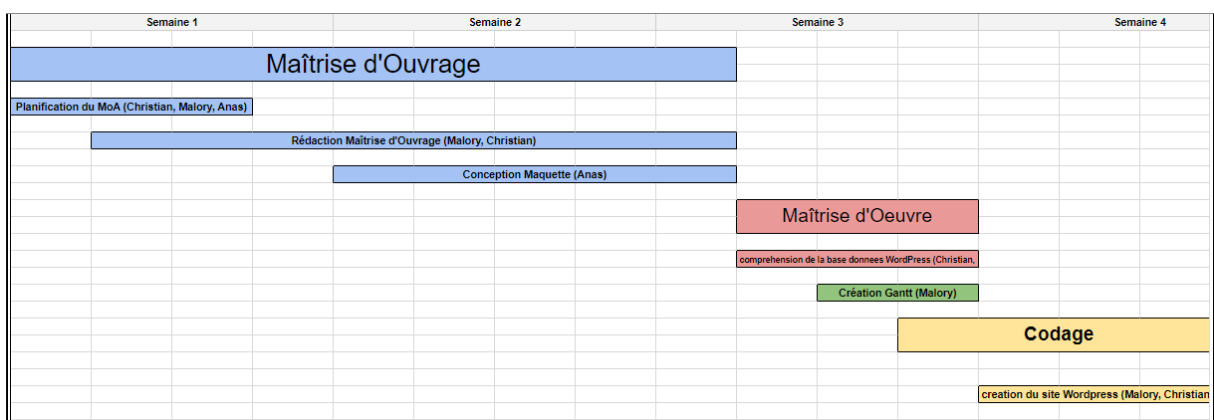 Semaine 1 Semaine 2 Semaine 3 Semaine 4
Maîtrise d'Ouvrage
Planification du MoA (Christian, Malory, Anas)
Rédaction Maîtrise d'Ouvrage (Malory, Christian)
Conception Maquette (Anas)
Maîtrise d'Oeuvre
comprehension de la base donnees WordPress (Christian,
Création Gantt (Malory)
Codage
creation du site Wordpress (Malory, Christian